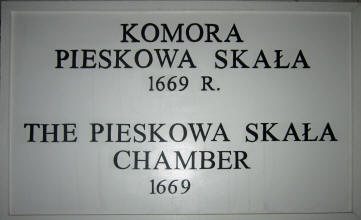 KOMORA
PIESKOWA SKAŁA
1669 R.
THE PIESKOWA SKAŁA
CHAMBER
1669